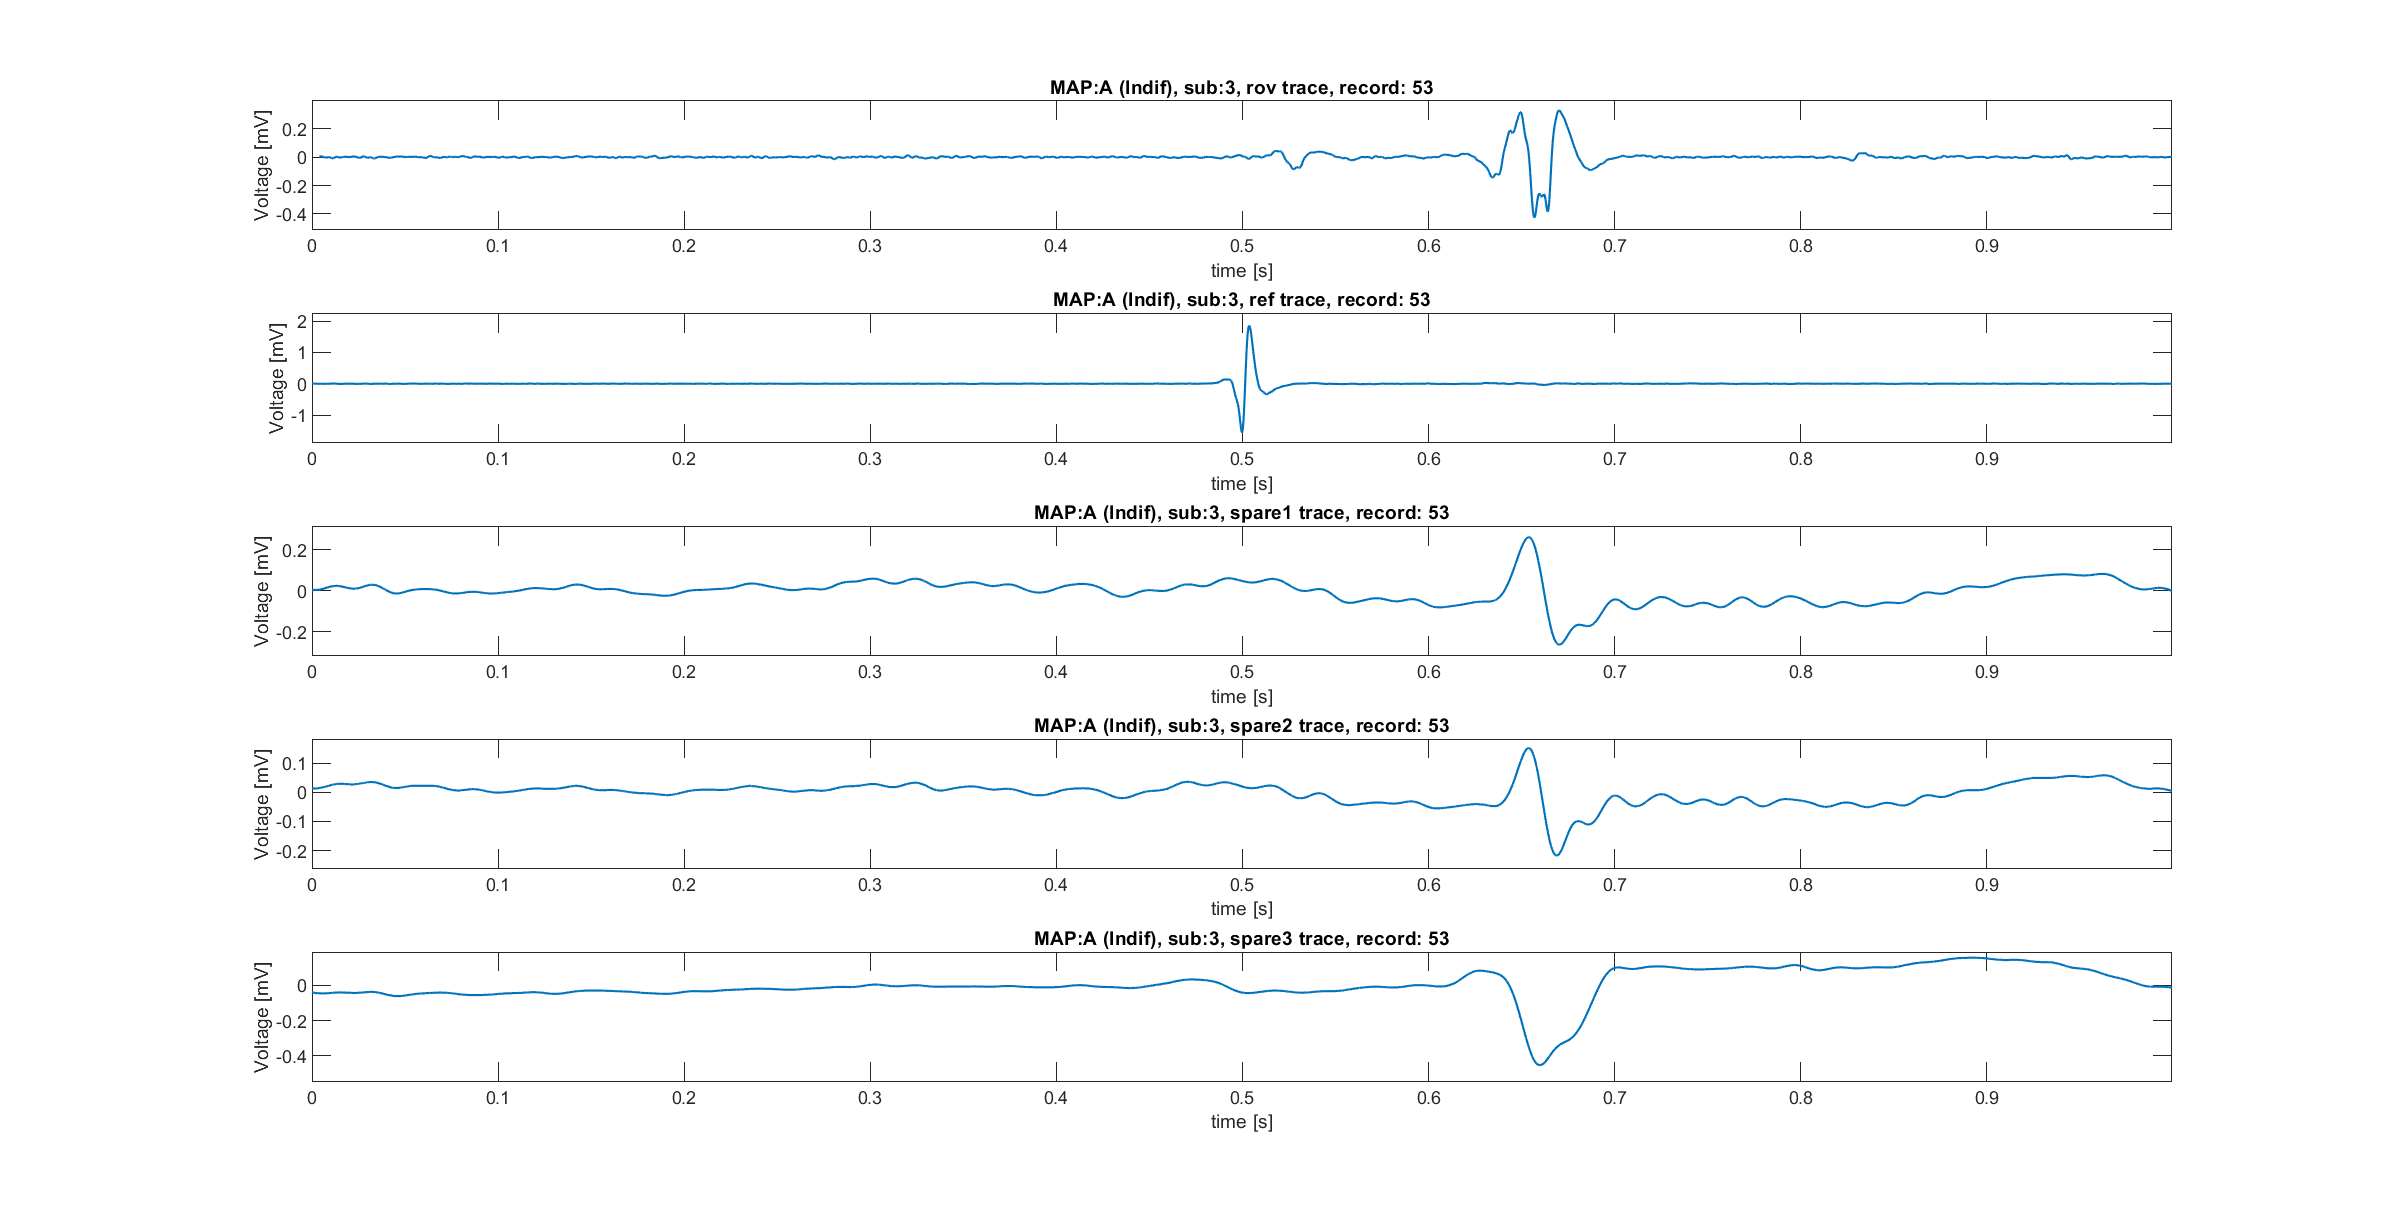 MAP:A (Indif), sub:3, rov trace, record: 53
Voltage [mV]
0.2
0
-0.2
-0.4
0 0.1 0.2 0.3 0.4 0.5 0.6 0.7 0.8 0.9
time [s]
MAP:A (Indif), sub:3, ref trace, record: 53
Voltage [mV]
2
1
0
-1
0 0.1 0.2 0.3 0.4 0.5 0.6 0.7 0.8 0.9
time [s]
MAP:A (Indif), sub:3, spare1 trace, record: 53
Voltage [mV]
0.2
0
-0.2
0 0.1 0.2 0.3 0.4 0.5 0.6 0.7 0.8 0.9
time [s]
MAP:A (Indif), sub:3, spare2 trace, record: 53
Voltage [mV]
0.1
0
-0.1
-0.2
0 0.1 0.2 0.3 0.4 0.5 0.6 0.7 0.8 0.9
time [s]
MAP:A (Indif), sub:3, spare3 trace, record: 53
Voltage [mV]
0
-0.2
-0.4
0 0.1 0.2 0.3 0.4 0.5 0.6 0.7 0.8 0.9
time [s]